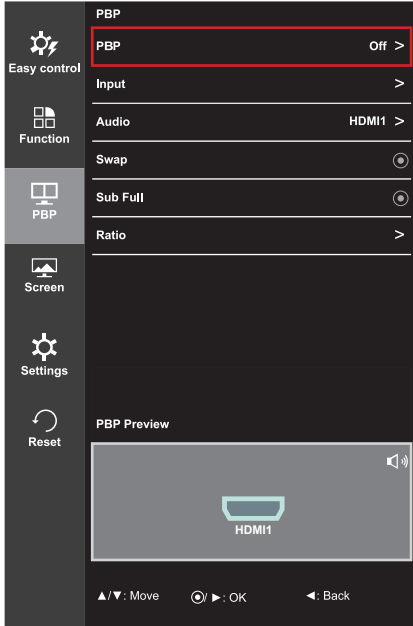 Easy control
Function
PBP
Screen
Settings
Reset
PBP
PBP Off >
Input >
Audio HDMI1 >
Swap
Sub Full
Ratio >
PBP Preview
HDMI1
▲/▼: Move ◉/ ►: OK ◄: Back